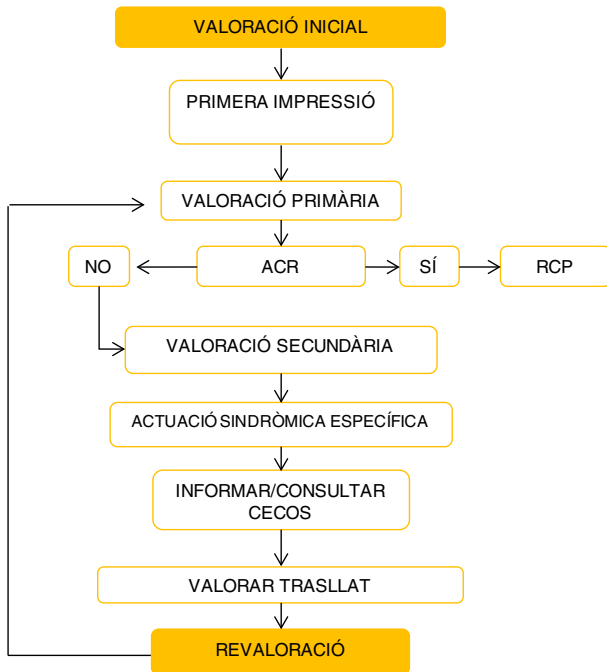 VALORACIÓ INICIAL
PRIMERA IMPRESSIÓ
VALORACIÓ PRIMÀRIA
NO
ACR
SÍ
RCP
VALORACIÓ SECUNDÀRIA
ACTUACIÓ SINDRÒMICA ESPECÍFICA
INFORMAR/CONSULTAR
CECOS
VALORAR TRASLLAT
REVALORACIÓ